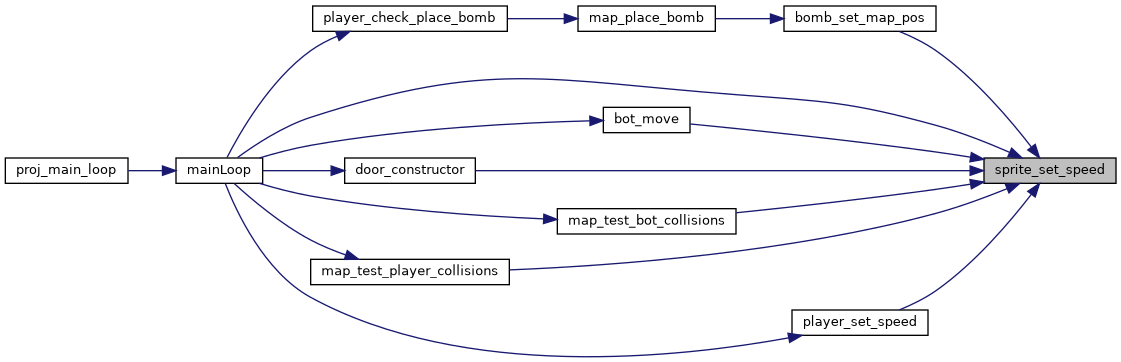 player_check_place_bomb
map_place_bomb
bomb_set_map_pos
bot_move
proj_main_loop
mainLoop
door_constructor
sprite_set_speed
map_test_bot_collisions
map_test_player_collisions
player_set_speed